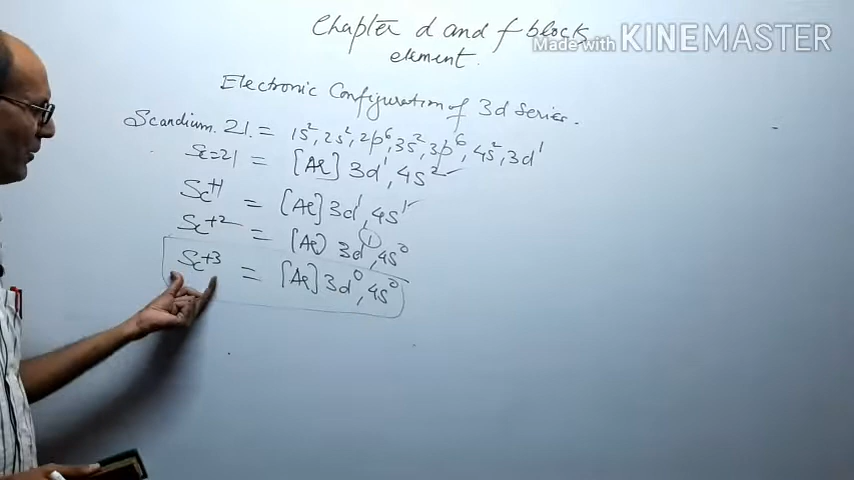 Chapter d and f blocks
element.
Made with KINEMASTER
Electronic Configuration of 3d Series.
Scandium. 21. = 1s², 2s², 2p⁶, 3s², 3p⁶, 4s², 3d¹
Sc=21 = [Ar] 3d¹, 4s²
Sc⁺¹ = [Ar] 3d¹, 4s¹
Sc⁺² = [Ar] 3d¹, 4s⁰
Sc⁺³ = [Ar] 3d⁰, 4s⁰